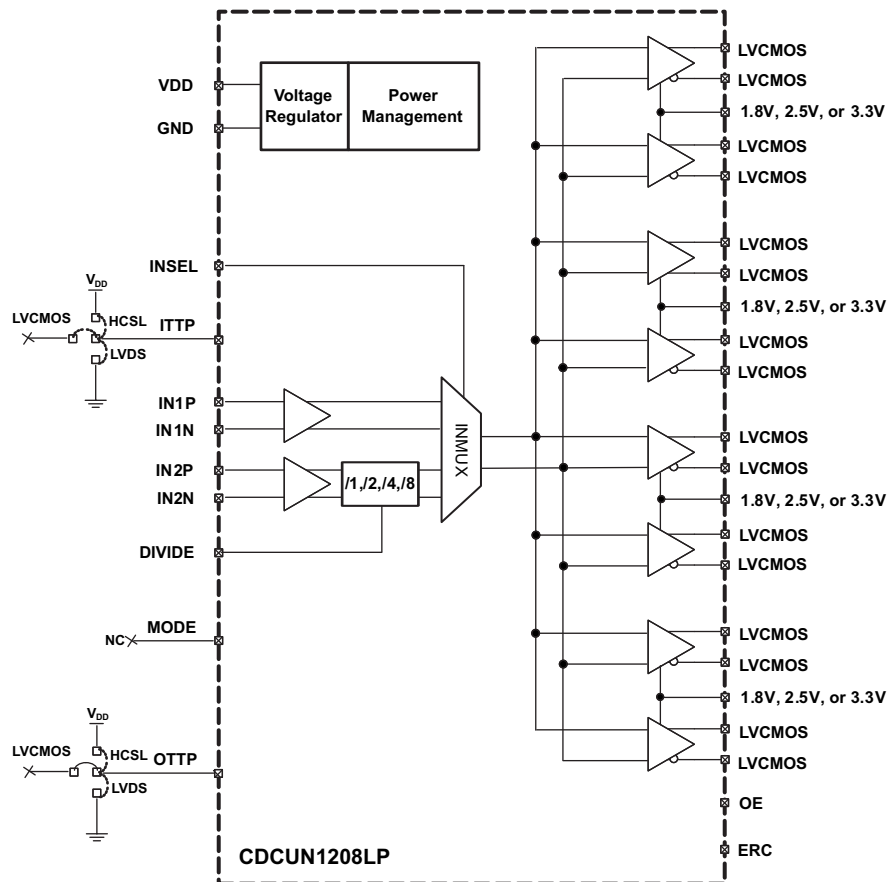 VDD
GND
Voltage
Regulator
Power
Management
INSEL
VDD
LVCMOS
HCSL
ITTP
LVDS
IN1P
IN1N
IN2P
IN2N
/1,/2,/4,/8
INMUX
DIVIDE
MODE
NC
VDD
LVCMOS
HCSL
OTTP
LVDS
CDCUN1208LP
LVCMOS
LVCMOS
1.8V, 2.5V, or 3.3V
LVCMOS
LVCMOS
LVCMOS
LVCMOS
1.8V, 2.5V, or 3.3V
LVCMOS
LVCMOS
LVCMOS
LVCMOS
1.8V, 2.5V, or 3.3V
LVCMOS
LVCMOS
LVCMOS
LVCMOS
1.8V, 2.5V, or 3.3V
LVCMOS
LVCMOS
OE
ERC